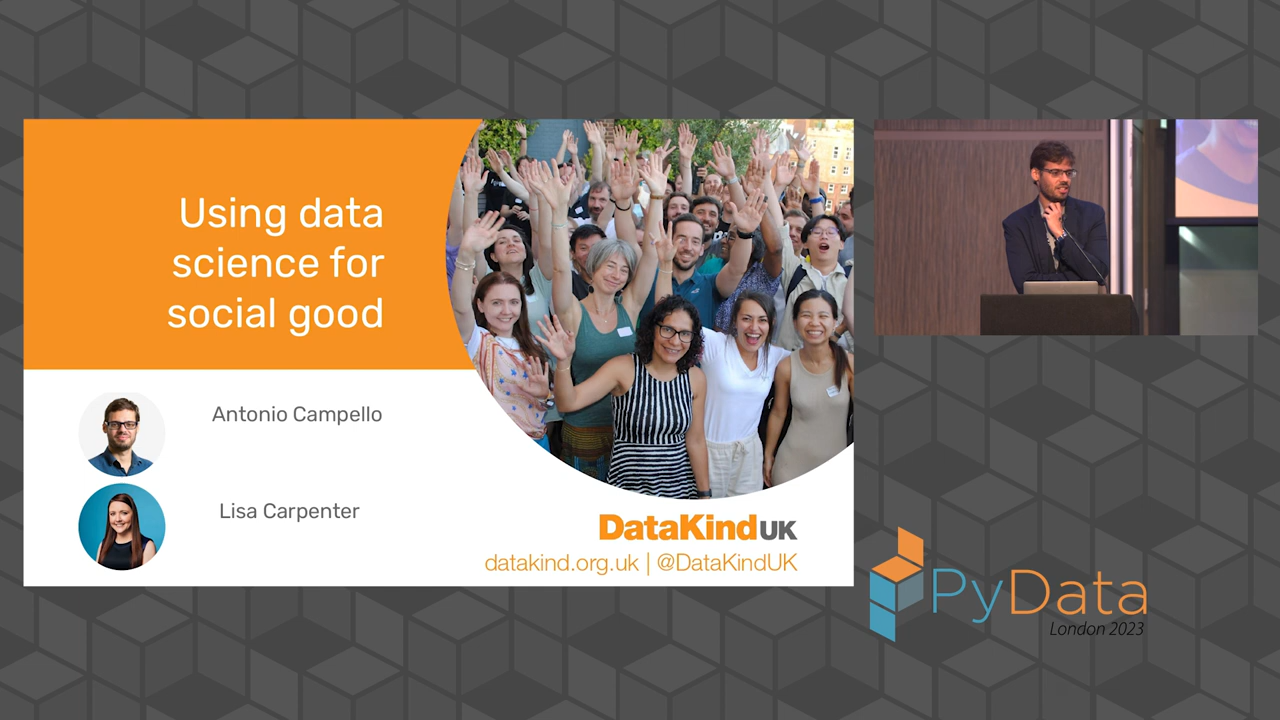 Using data
science for
social good
Antonio Campello
Lisa Carpenter
DataKindUK
datakind.org.uk | @DataKindUK
PyData
London 2023